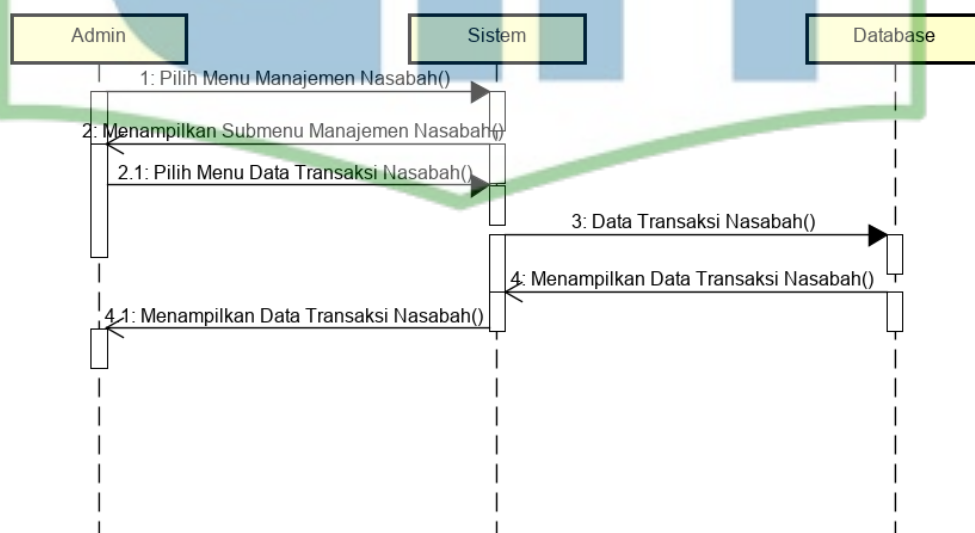 Admin
Sistem
Database
1: Pilih Menu Manajemen Nasabah()
2: Menampilkan Submenu Manajemen Nasabah()
2.1: Pilih Menu Data Transaksi Nasabah()
3: Data Transaksi Nasabah()
4: Menampilkan Data Transaksi Nasabah()
4.1: Menampilkan Data Transaksi Nasabah()